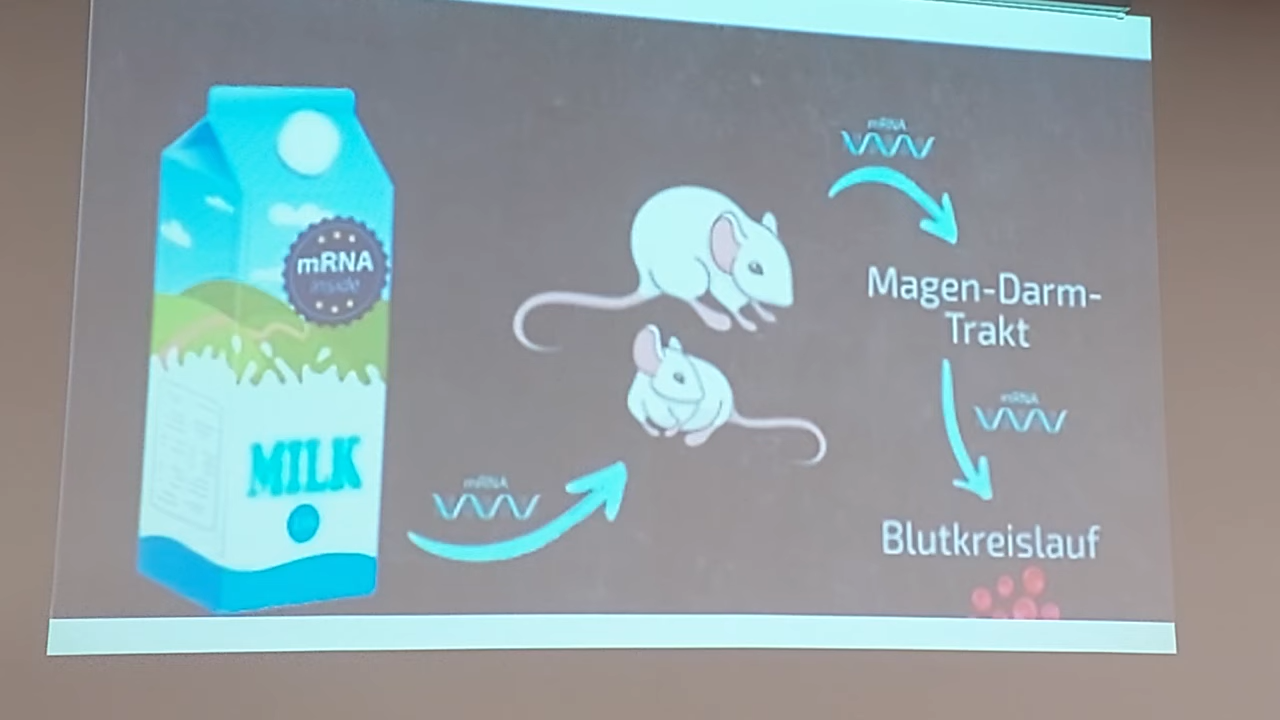 mRNA
inside
MILK
mRNA
mRNA
Magen-Darm-
Trakt
mRNA
Blutkreislauf